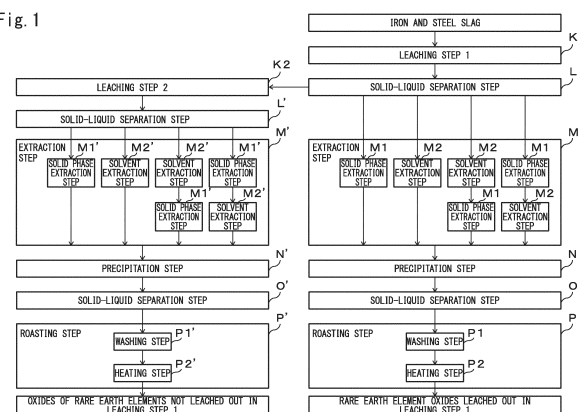 Fig. 1
IRON AND STEEL SLAG
K
LEACHING STEP 1
K2
L
LEACHING STEP 2
SOLID-LIQUID SEPARATION STEP
L'
SOLID-LIQUID SEPARATION STEP
M'
M
EXTRACTION
STEP
M1' M2' M2' M1'
SOLID PHASE
EXTRACTION
STEP
SOLVENT
EXTRACTION
STEP
SOLVENT
EXTRACTION
STEP
SOLID PHASE
EXTRACTION
STEP
M1' M2'
SOLID PHASE
EXTRACTION
STEP
SOLVENT
EXTRACTION
STEP
EXTRACTION
STEP
M1 M2 M2 M1
SOLID PHASE
EXTRACTION
STEP
SOLVENT
EXTRACTION
STEP
SOLVENT
EXTRACTION
STEP
SOLID PHASE
EXTRACTION
STEP
M1 M2
SOLID PHASE
EXTRACTION
STEP
SOLVENT
EXTRACTION
STEP
N'
PRECIPITATION STEP
N
PRECIPITATION STEP
O'
SOLID-LIQUID SEPARATION STEP
O
SOLID-LIQUID SEPARATION STEP
P'
ROASTING STEP
P1'
WASHING STEP
P2'
HEATING STEP
P
ROASTING STEP
P1
WASHING STEP
P2
HEATING STEP
OXIDES OF RARE EARTH ELEMENTS NOT LEACHED OUT IN
LEACHING STEP 1
RARE EARTH ELEMENT OXIDES LEACHED OUT IN
LEACHING STEP 1